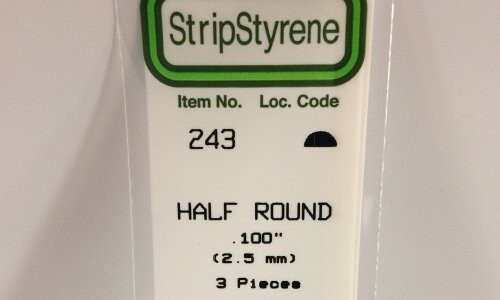 StripStyrene
Item No. Loc. Code
243
HALF ROUND
.100"
(2.5 mm)
3 Pieces